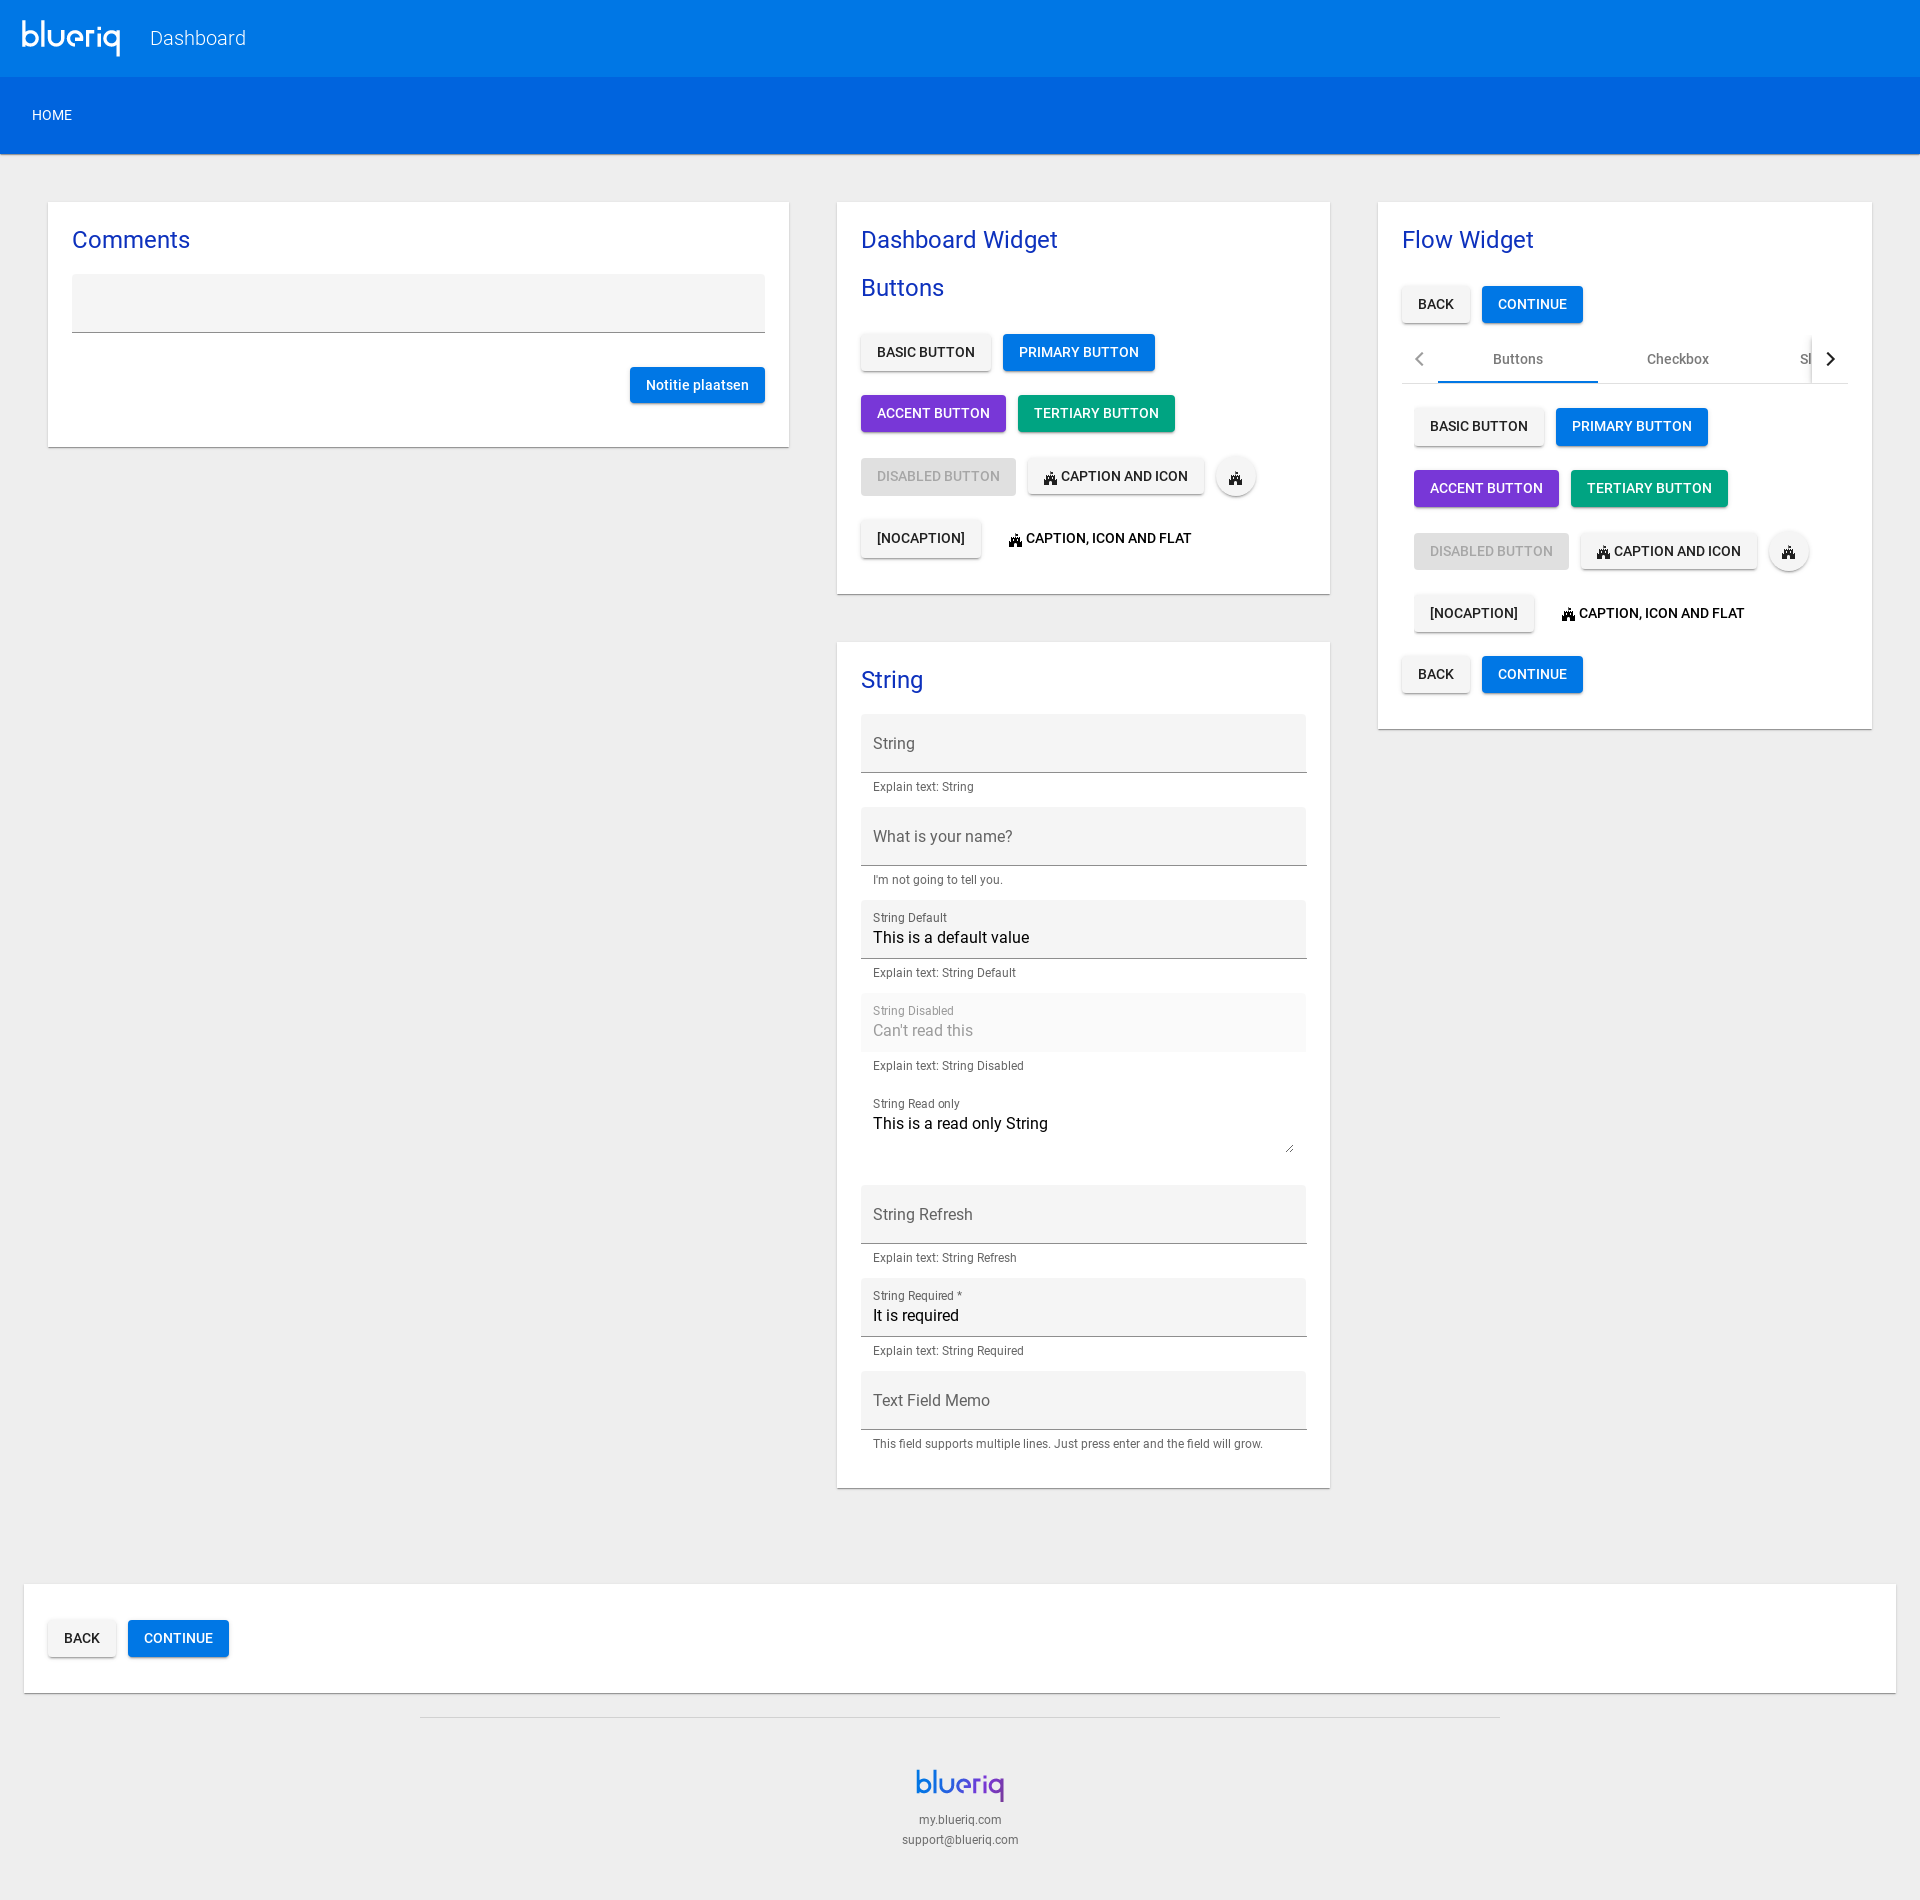 blueriq Dashboard
HOME
Comments
Notitie plaatsen
Dashboard Widget
Buttons
BASIC BUTTON PRIMARY BUTTON
ACCENT BUTTON TERTIARY BUTTON
DISABLED BUTTON CAPTION AND ICON
[NOCAPTION] CAPTION, ICON AND FLAT
String
String
Explain text: String
What is your name?
I'm not going to tell you.
String Default
This is a default value
Explain text: String Default
String Disabled
Can't read this
Explain text: String Disabled
String Read only
This is a read only String
String Refresh
Explain text: String Refresh
String Required *
It is required
Explain text: String Required
Text Field Memo
This field supports multiple lines. Just press enter and the field will grow.
Flow Widget
BACK CONTINUE
Buttons Checkbox
BASIC BUTTON PRIMARY BUTTON
ACCENT BUTTON TERTIARY BUTTON
DISABLED BUTTON CAPTION AND ICON
[NOCAPTION] CAPTION, ICON AND FLAT
BACK CONTINUE
BACK CONTINUE
blueriq
my.blueriq.com
support@blueriq.com